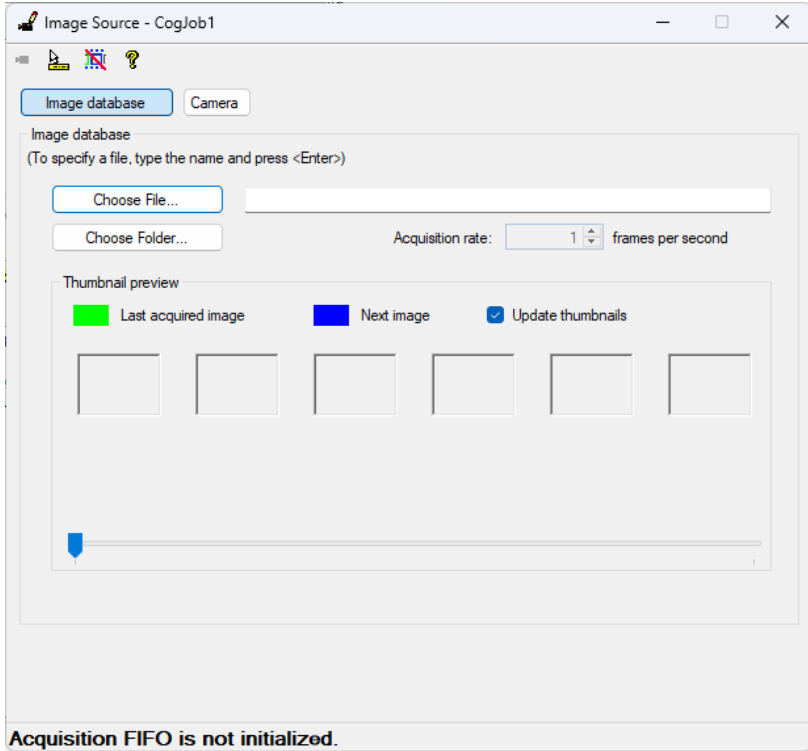 Image Source - CogJob1
Image database Camera
Image database
(To specify a file, type the name and press <Enter>)
Choose File...
Choose Folder... Acquisition rate: 1 frames per second
Thumbnail preview
Last acquired image Next image Update thumbnails
Acquisition FIFO is not initialized.